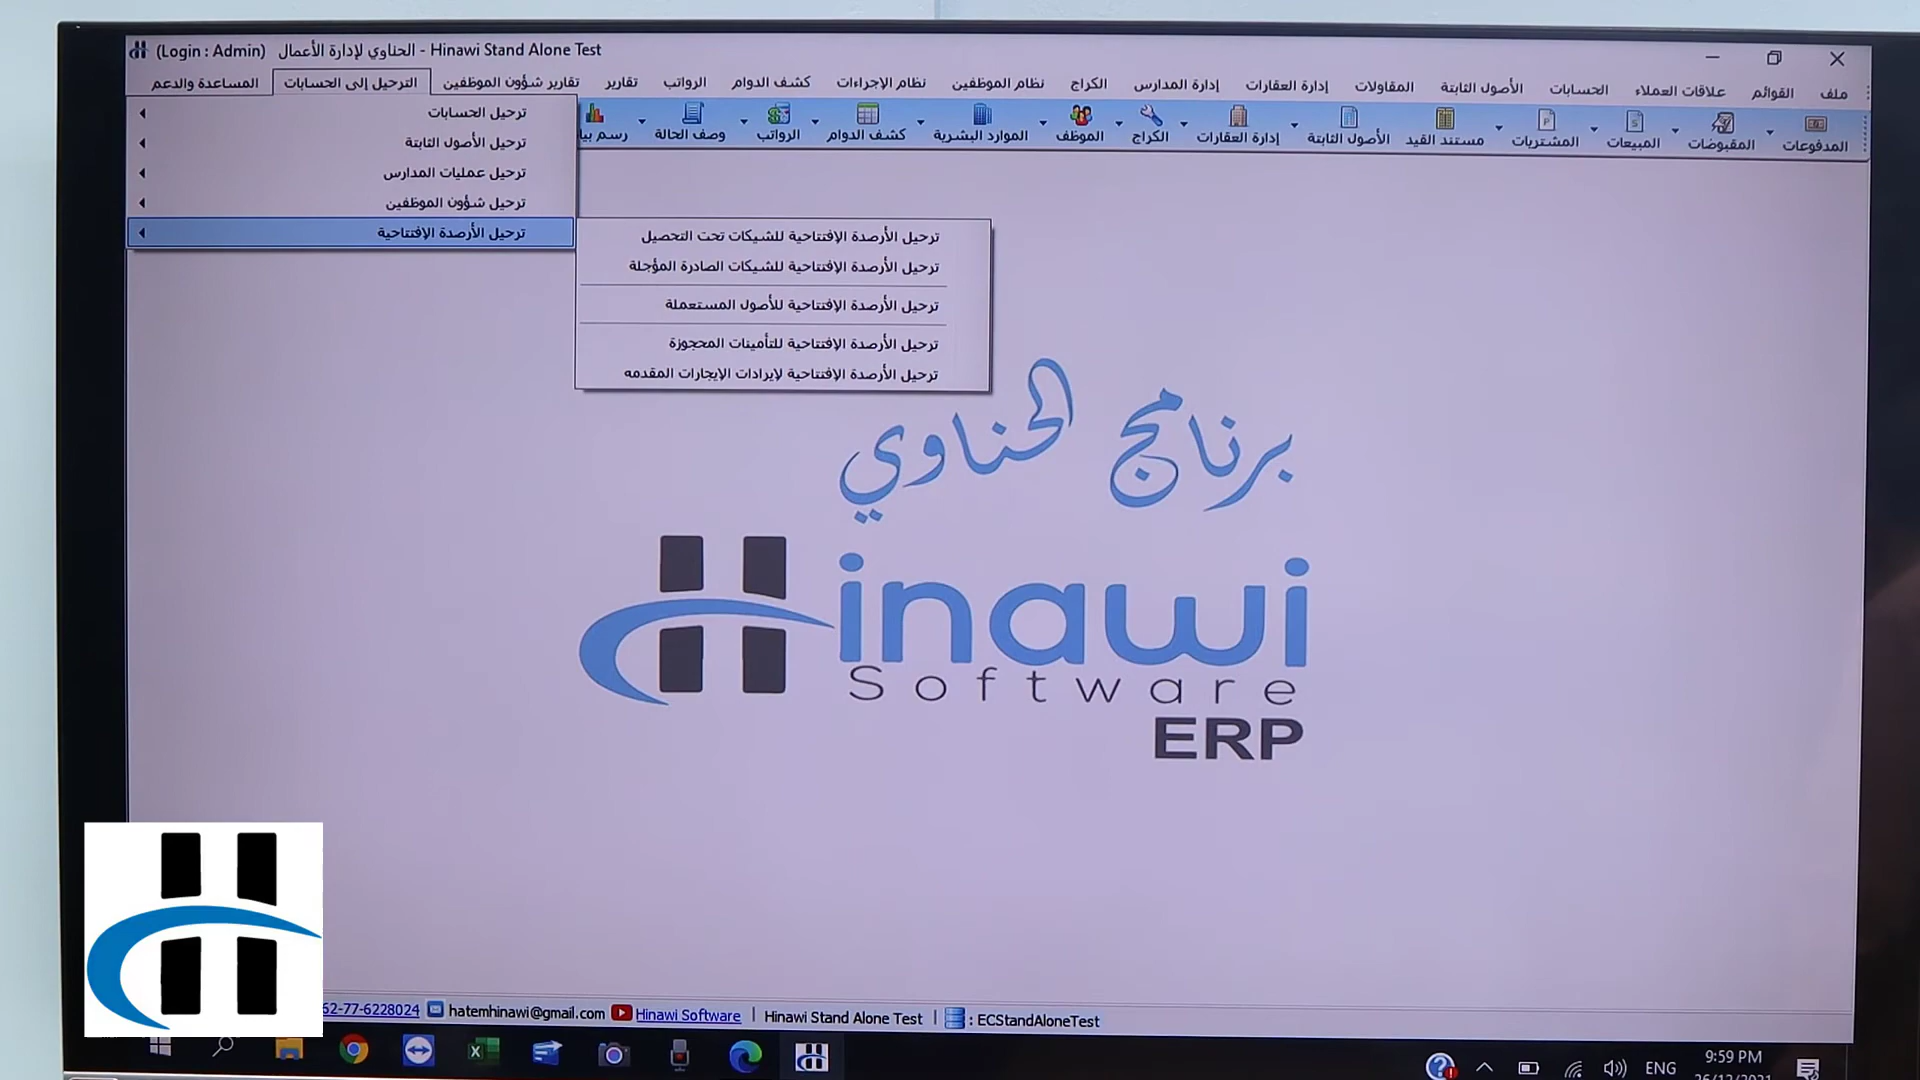 (Login : Admin) الحناوي لإدارة الأعمال - Hinawi Stand Alone Test
ملف القوائم علاقات العملاء الحسابات الأصول الثابتة المقاولات إدارة العقارات إدارة المدارس الكراج نظام الموظفين نظام الإجراءات كشف الدوام الرواتب تقارير تقارير شؤون الموظفين الترحيل إلى الحسابات المساعدة والدعم
المدفوعات المقبوضات المبيعات المشتريات مستند القيد الأصول الثابتة إدارة العقارات الكراج الموظف الموارد البشرية كشف الدوام الرواتب وصف الحالة رسم
ترحيل الحسابات
ترحيل الأصول الثابتة
ترحيل عمليات المدارس
ترحيل شؤون الموظفين
ترحيل الأرصدة الإفتتاحية
ترحيل الأرصدة الإفتتاحية للشيكات تحت التحصيل
ترحيل الأرصدة الإفتتاحية للشيكات الصادرة المؤجلة
ترحيل الأرصدة الإفتتاحية للأصول المستعملة
ترحيل الأرصدة الإفتتاحية للتأمينات المحجوزة
ترحيل الأرصدة الإفتتاحية لإيرادات الإيجارات المقدمه
برنامج الحناوي
Hinawi
Software
ERP
62-77-6228024 hatemhinawi@gmail.com Hinawi Software | Hinawi Stand Alone Test | : ECStandAloneTest
ENG 9:59 PM